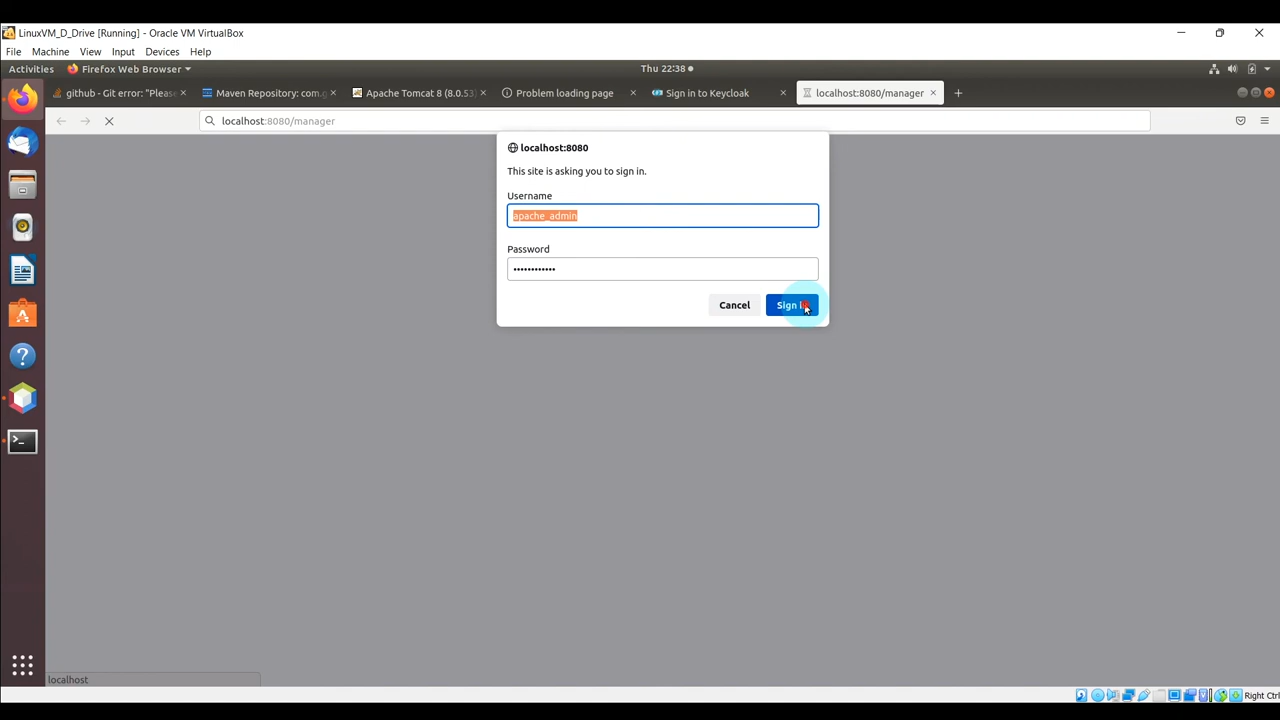 LinuxVM_D_Drive [Running] - Oracle VM VirtualBox
File Machine View Input Devices Help
Activities Firefox Web Browser Thu 22:38
github - Git error: "Please Maven Repository: com.g Apache Tomcat 8 (8.0.53) Problem loading page Sign in to Keycloak localhost:8080/manager
localhost:8080/manager
localhost:8080
This site is asking you to sign in.
Username
apache_admin
Password
••••••••••••
Cancel Sign
localhost
Right Ctrl